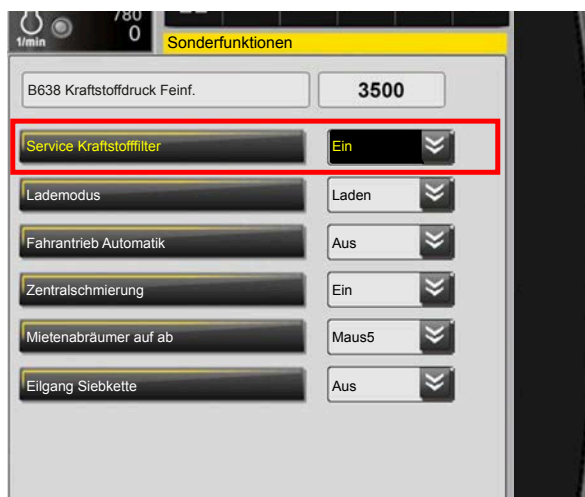 780
1/min 0
Sonderfunktionen
B638 Kraftstoffdruck Feinf. 3500
Service Kraftstofffilter Ein
Lademodus Laden
Fahrantrieb Automatik Aus
Zentralschmierung Ein
Mietenabräumer auf ab Maus5
Eilgang Siebkette Aus